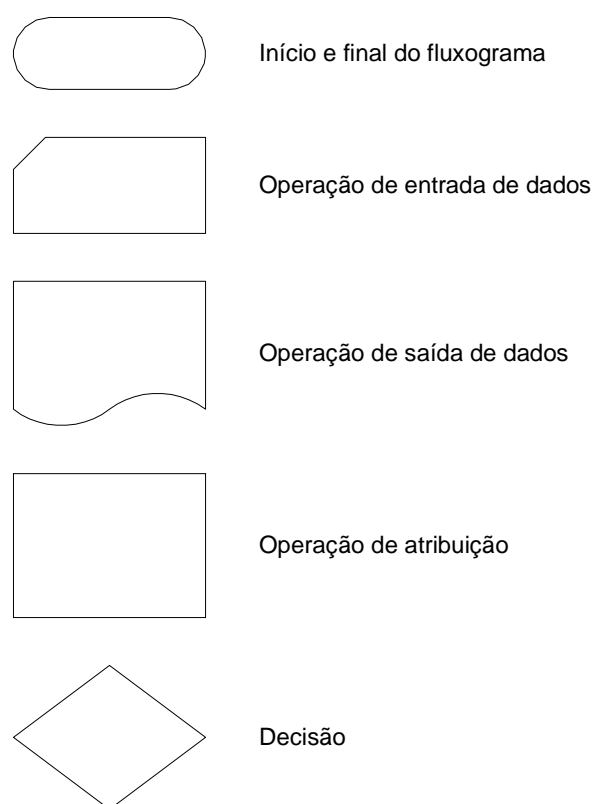 Início e final do fluxograma
Operação de entrada de dados
Operação de saída de dados
Operação de atribuição
Decisão